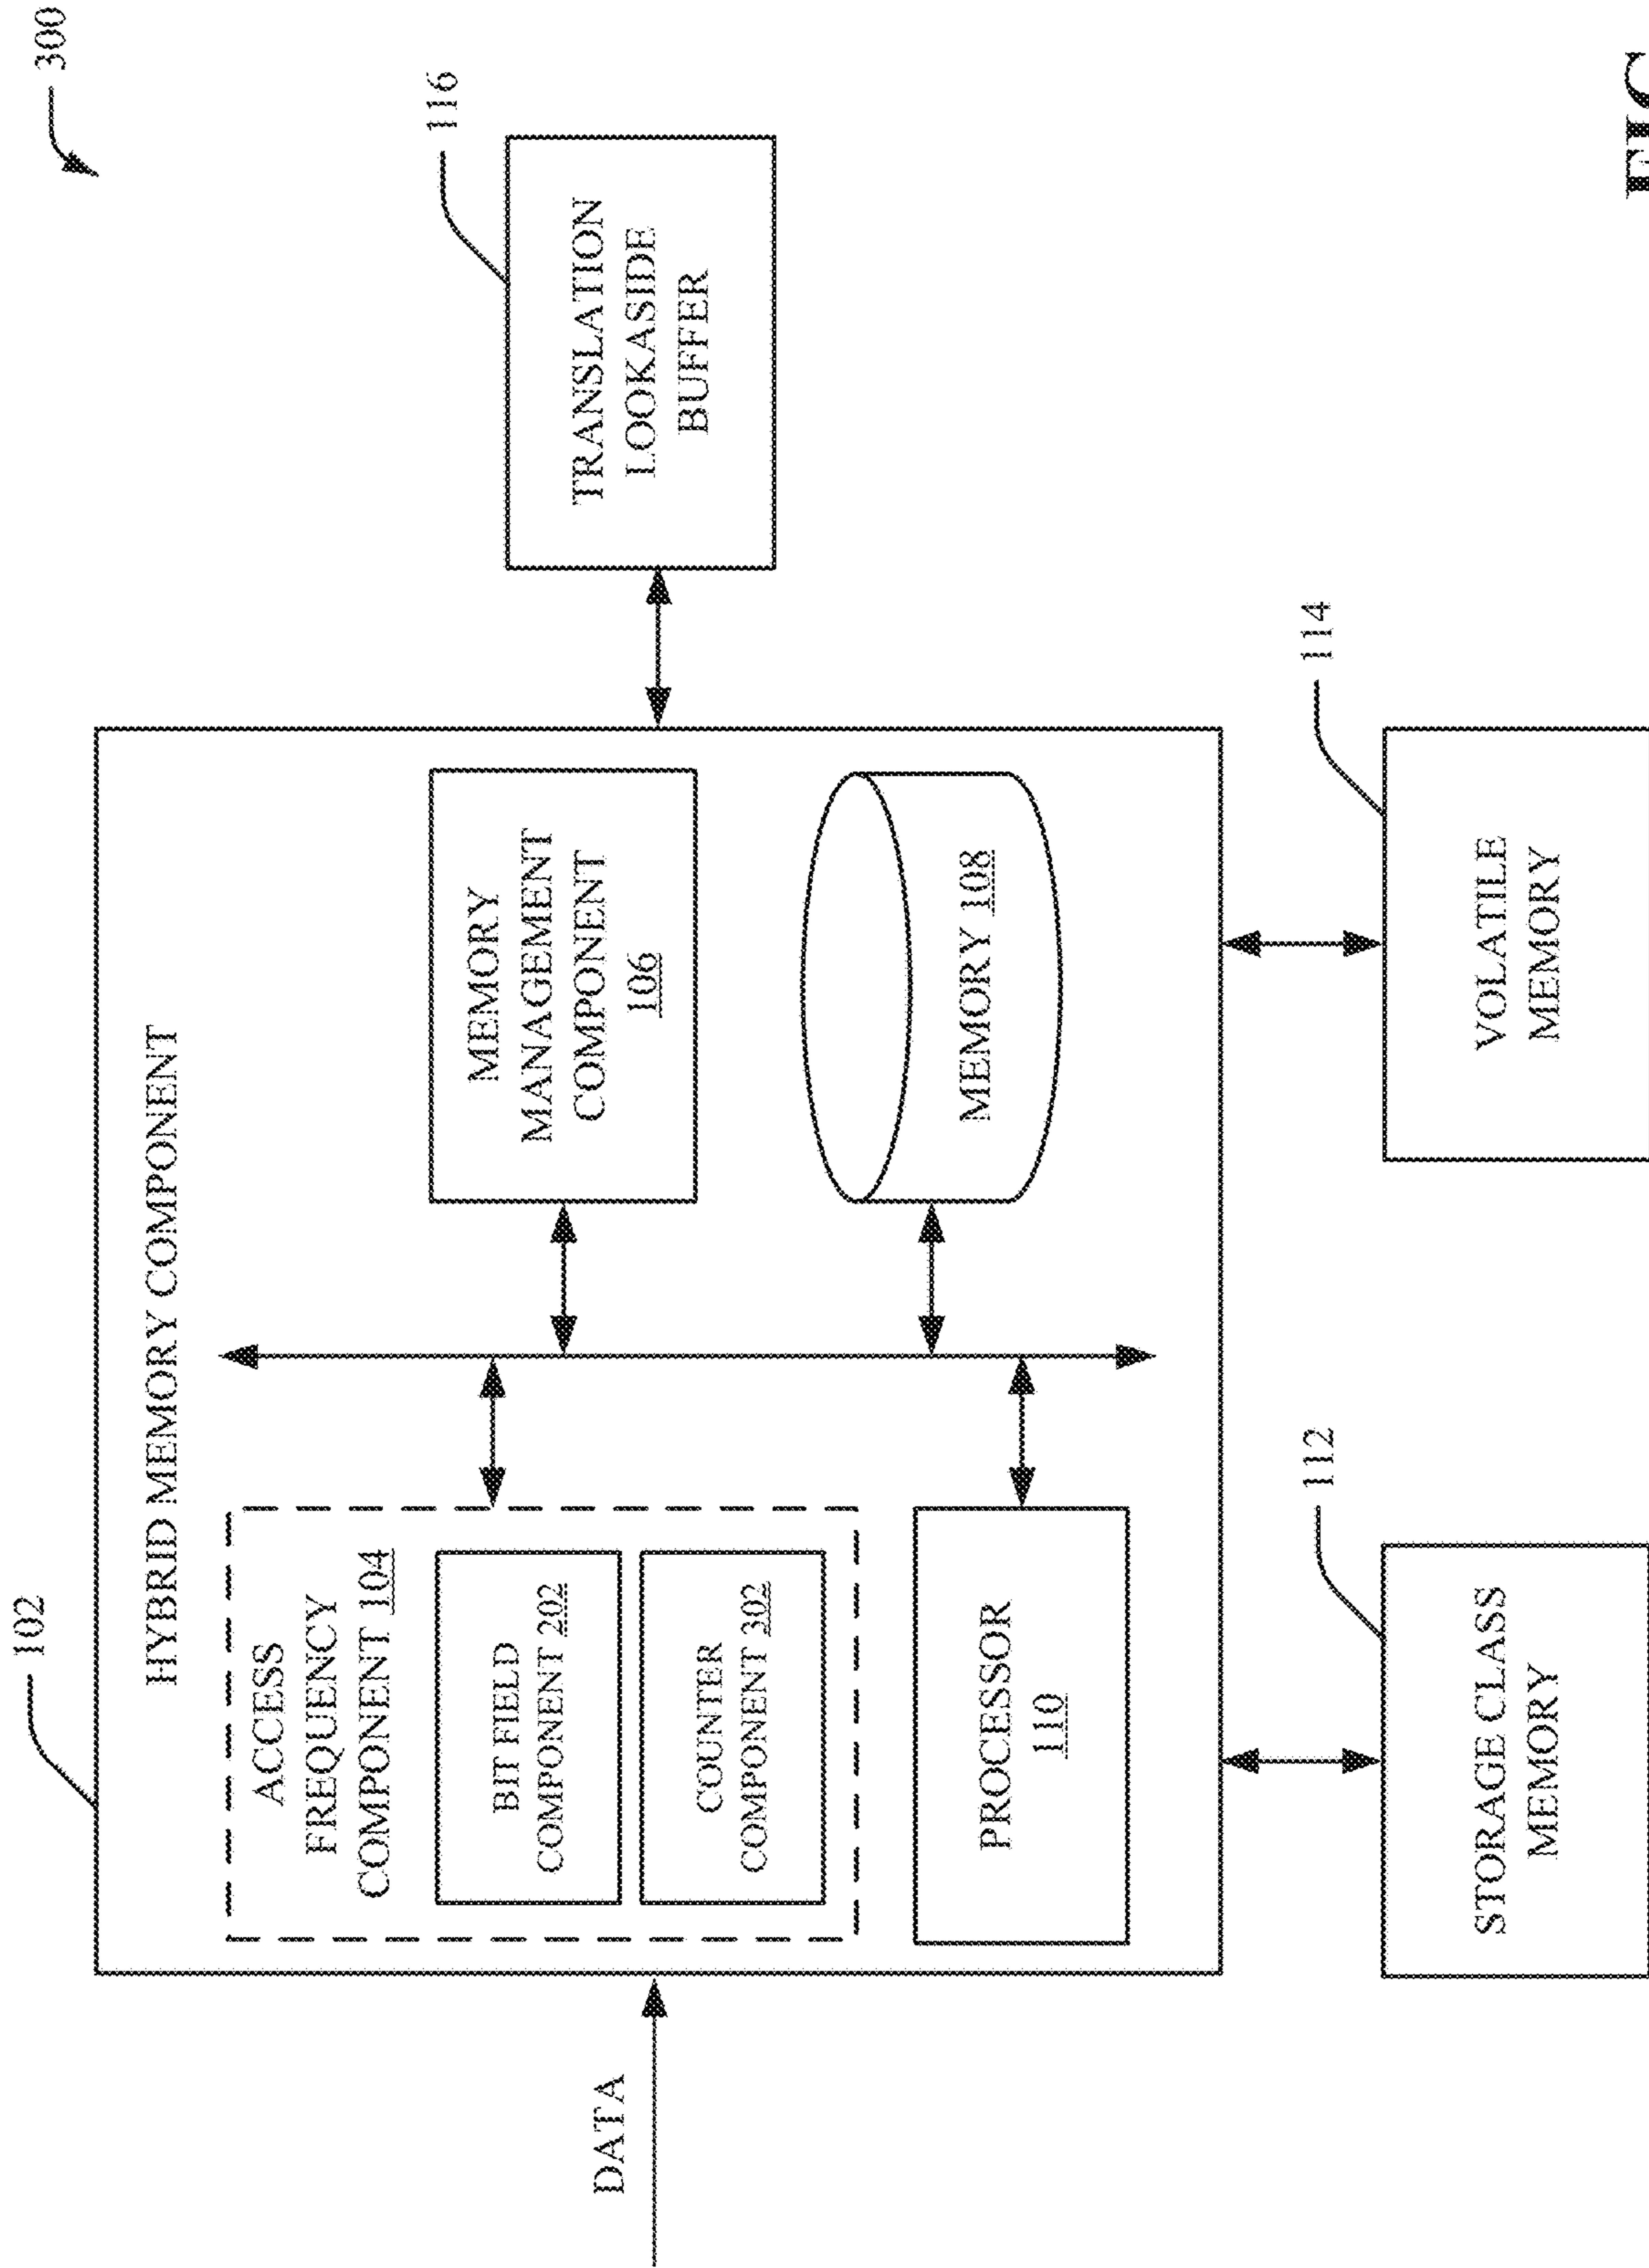 300
102
HYBRID MEMORY COMPONENT
ACCESS
FREQUENCY
COMPONENT 104
BIT FIELD
COMPONENT 202
COUNTER
COMPONENT 302
PROCESSOR
110
MEMORY
MANAGEMENT
COMPONENT
106
MEMORY 108
DATA
116
TRANSLATION
LOOKASIDE
BUFFER
112
STORAGE CLASS
MEMORY
114
VOLATILE
MEMORY